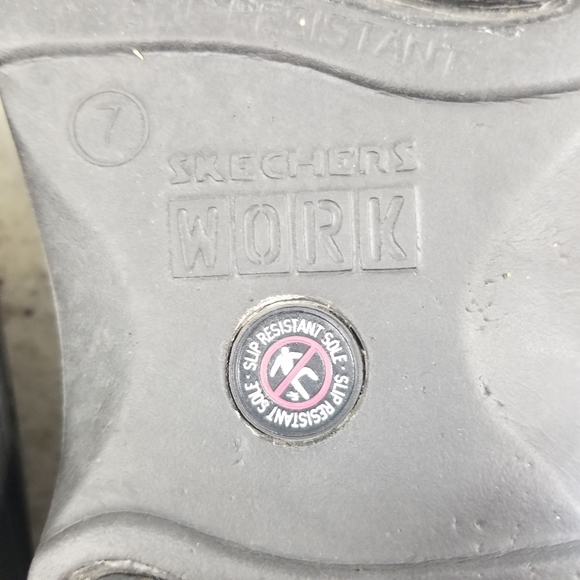 RESISTANT
7
SKECHERS
WORK
SLIP RESISTANT SOLE · SLIP RESISTANT SOLE ·